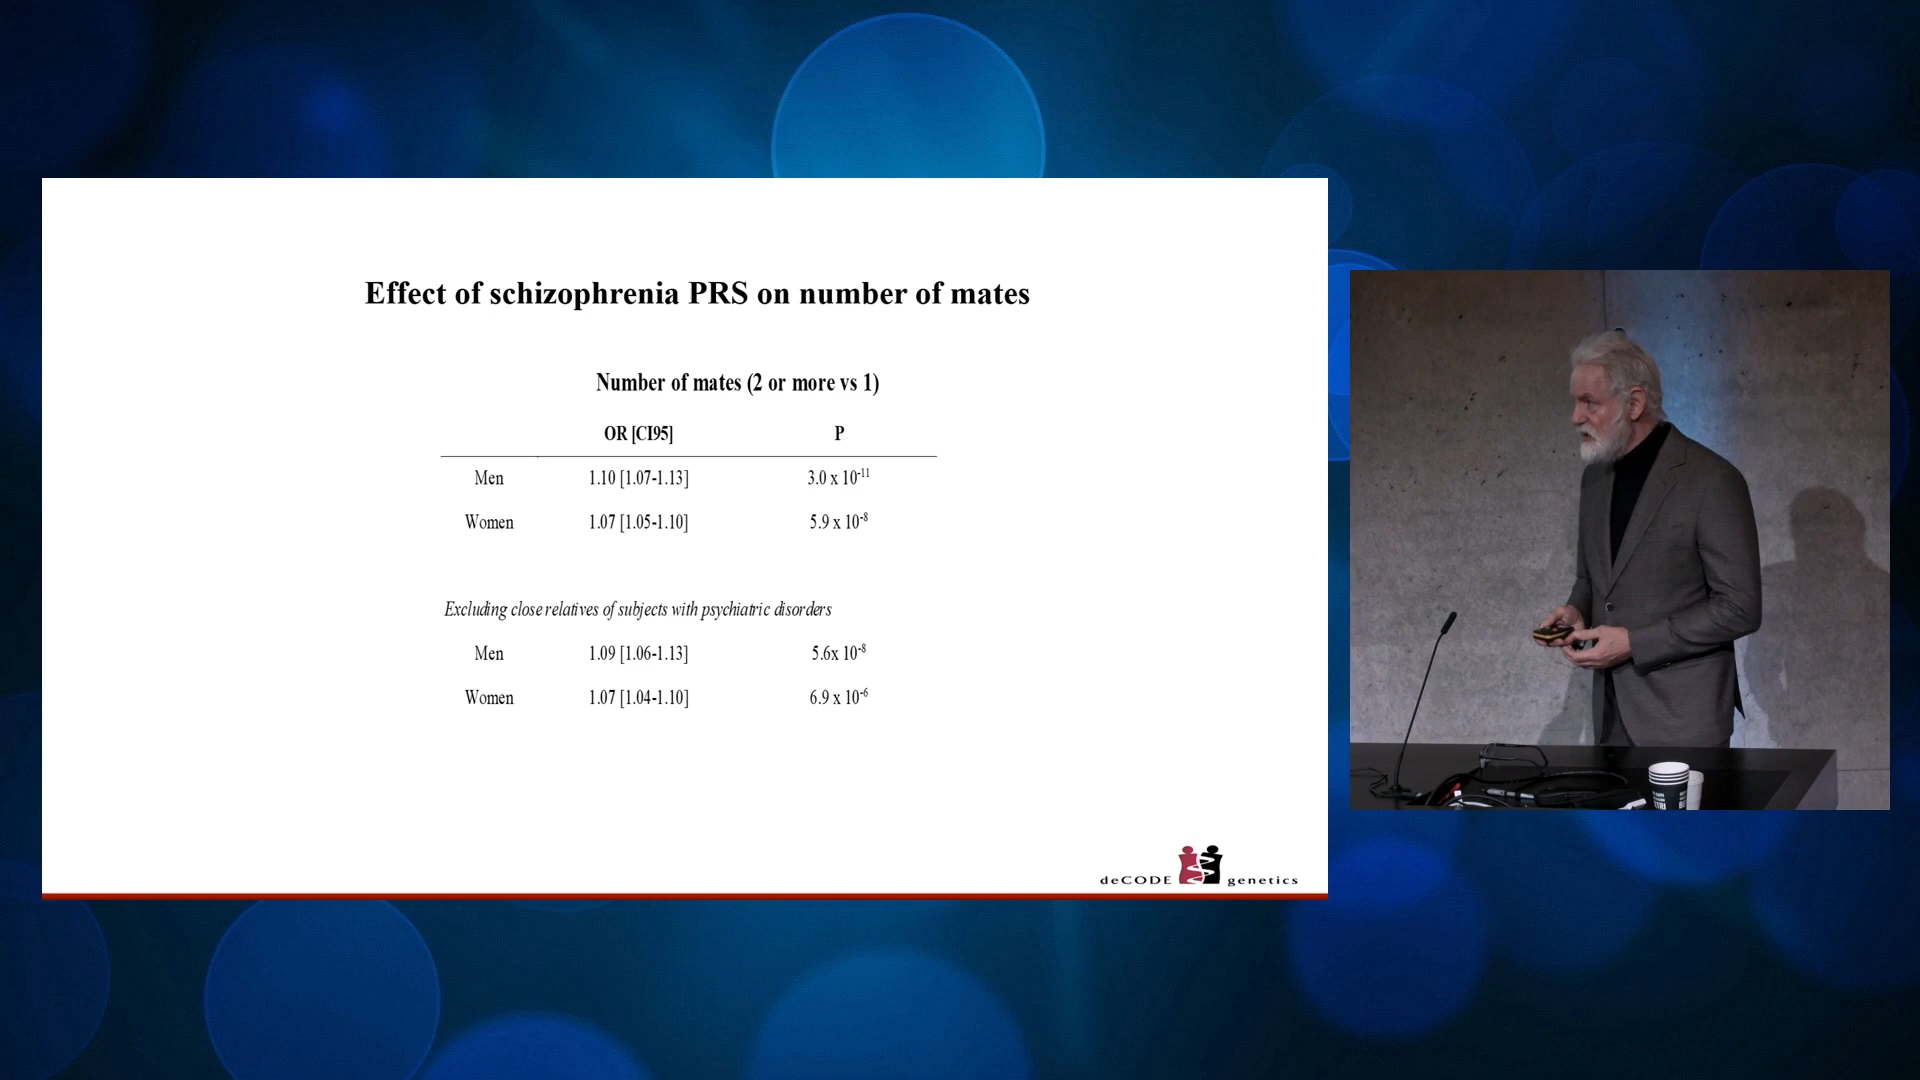 Effect of schizophrenia PRS on number of mates
Number of mates (2 or more vs 1)
OR [CI95] P
Men 1.10 [1.07-1.13] 3.0 x 10-11
Women 1.07 [1.05-1.10] 5.9 x 10-8
Excluding close relatives of subjects with psychiatric disorders
Men 1.09 [1.06-1.13] 5.6x 10-8
Women 1.07 [1.04-1.10] 6.9 x 10-6
deCODE genetics